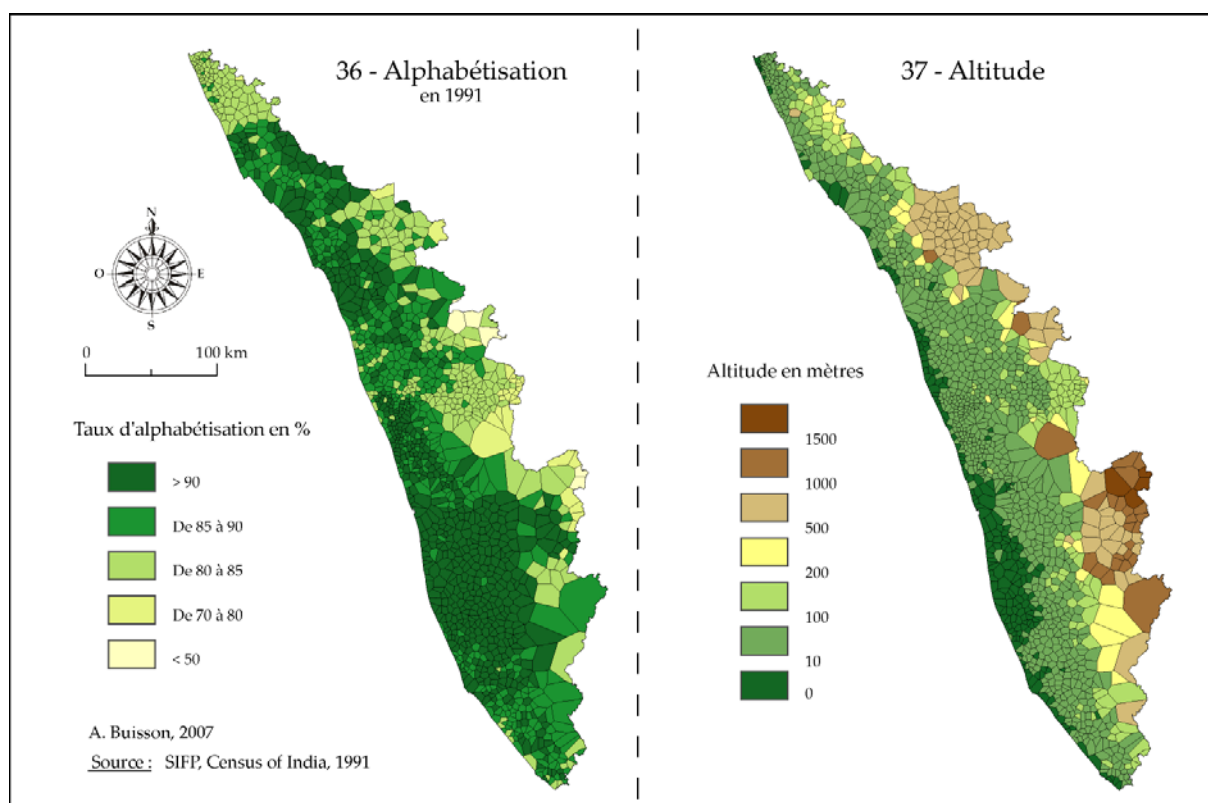 36 - Alphabétisation
en 1991
N
O
E
S
0
100 km
Taux d'alphabétisation en %
> 90
De 85 à 90
De 80 à 85
De 70 à 80
< 50
A. Buisson, 2007
Source : SIFP, Census of India, 1991
37 - Altitude
Altitude en mètres
1500
1000
500
200
100
10
0